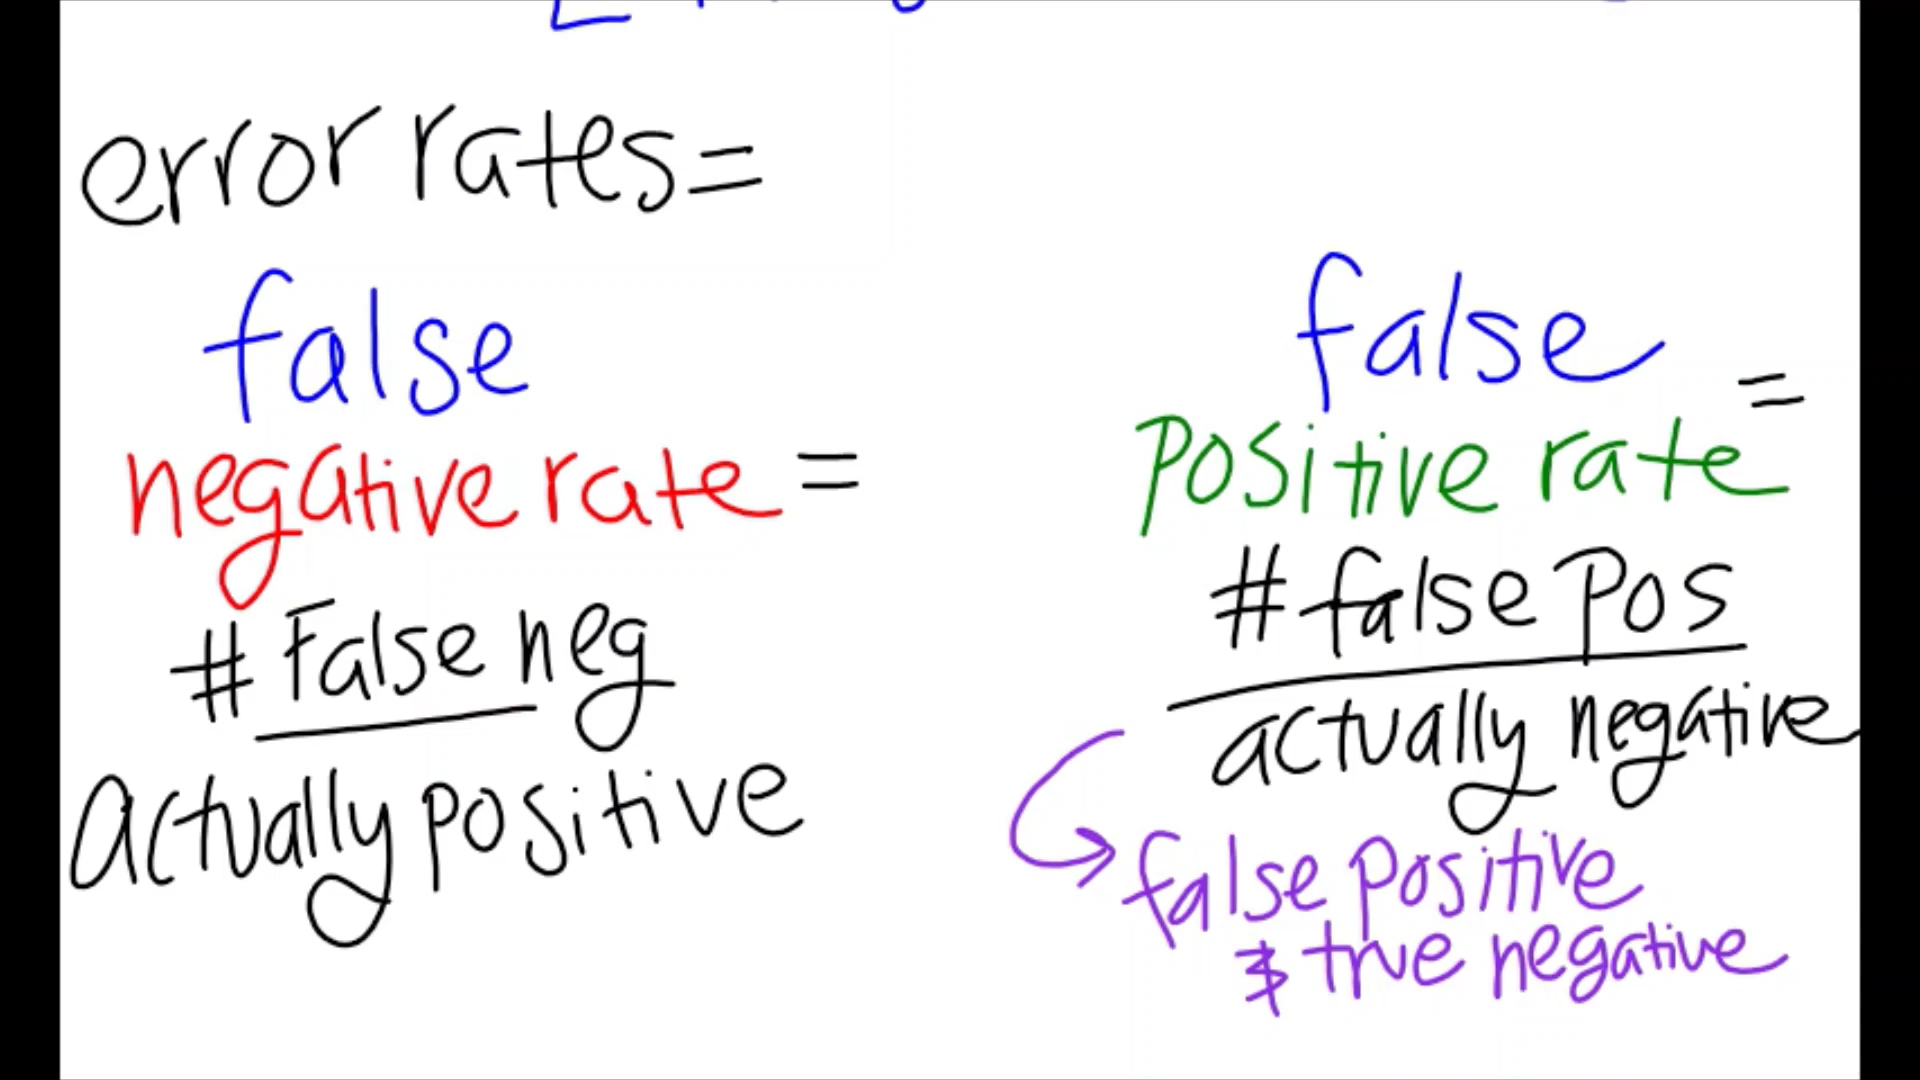 error rates=
false
negative rate =
# False neg
Actually positive
false =
positive rate
# false pos
actually negative
false positive
& true negative